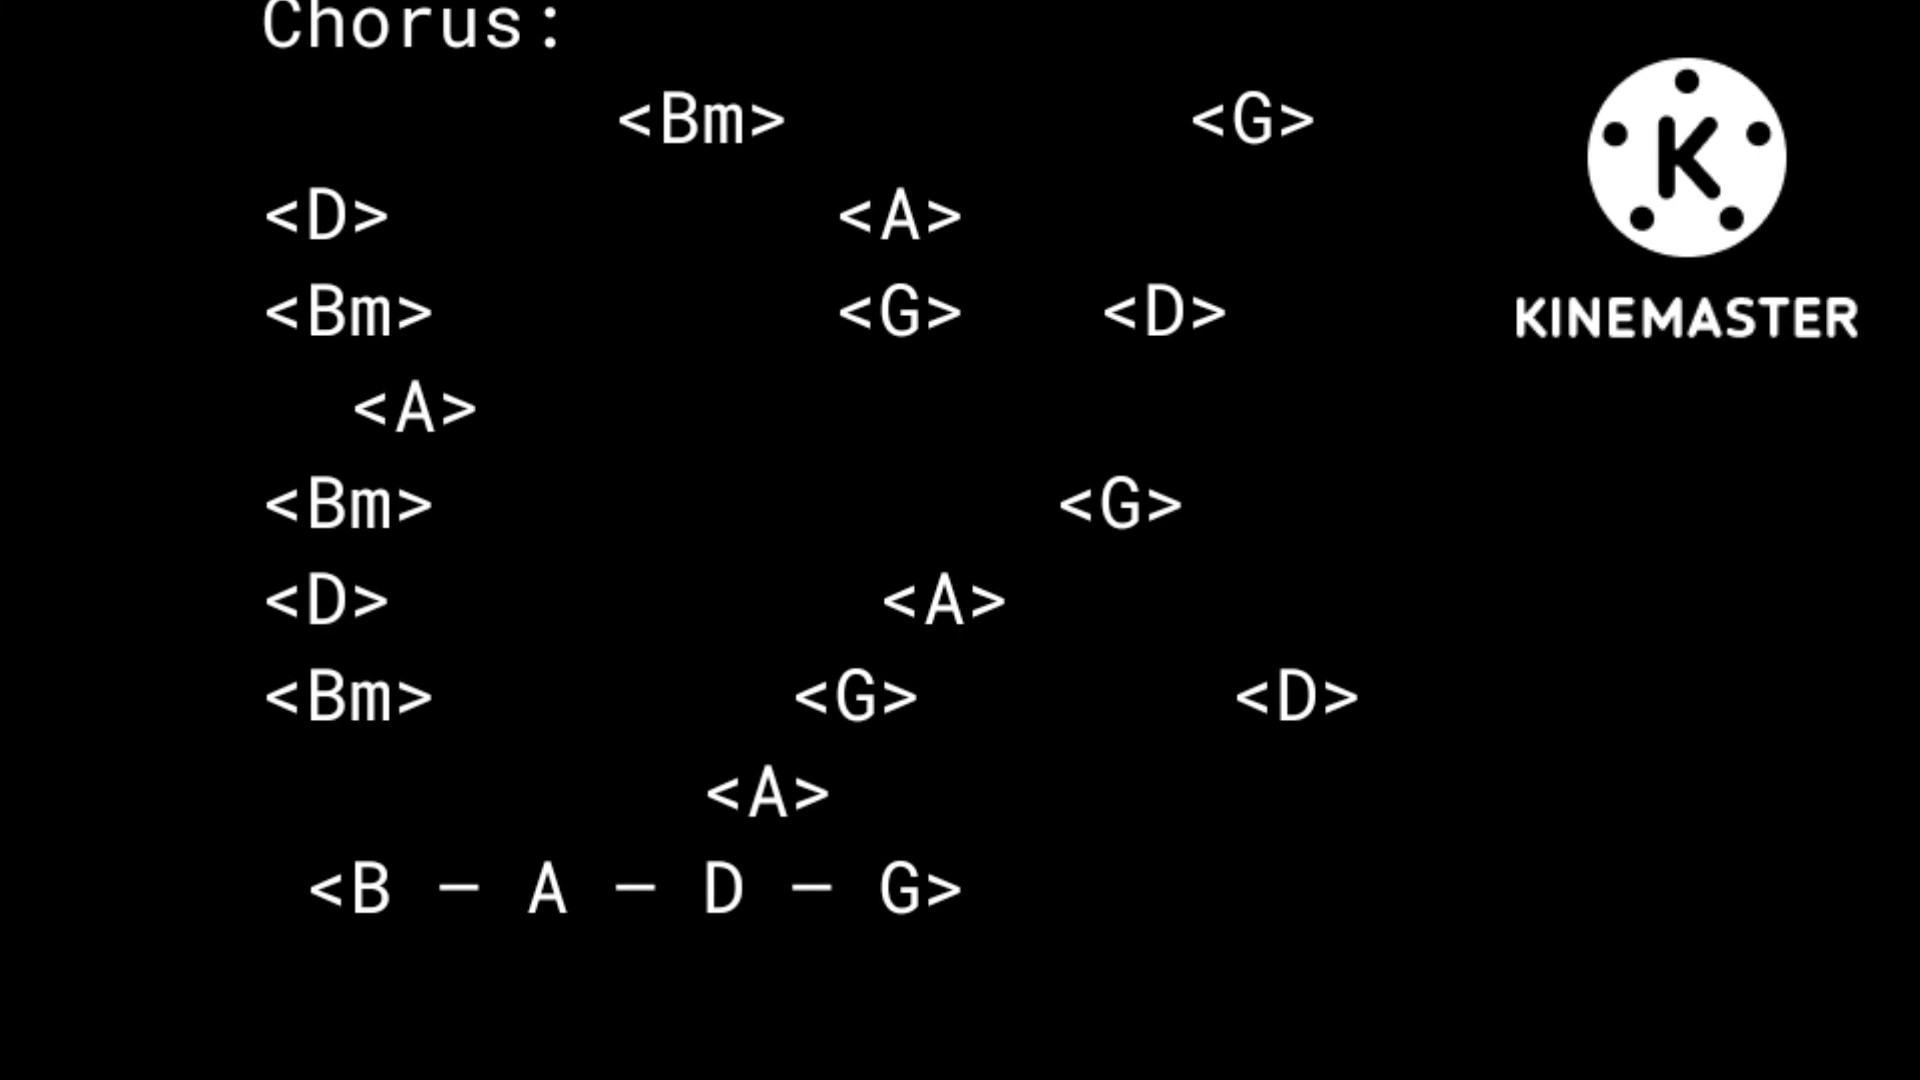 Chorus:
<Bm> <G>
<D> <A>
<Bm> <G> <D>
<A>
<Bm> <G>
<D> <A>
<Bm> <G> <D>
<A>
<B – A – D – G>
K
KINEMASTER